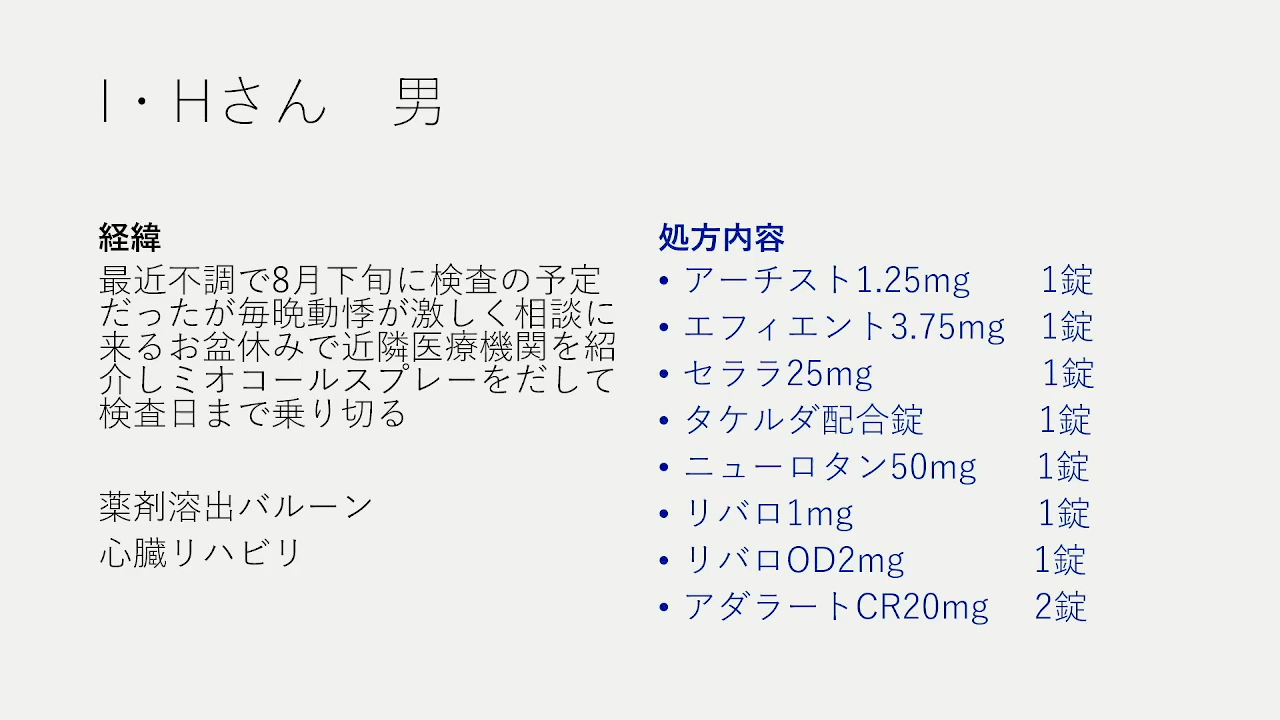 I・Hさん　男
経緯
最近不調で8月下旬に検査の予定
だったが毎晩動悸が激しく相談に
来るお盆休みで近隣医療機関を紹
介しミオコールスプレーをだして
検査日まで乗り切る
薬剤溶出バルーン
心臓リハビリ
処方内容
• アーチスト1.25mg　　1錠
• エフィエント3.75mg　1錠
• セララ25mg　　　　　1錠
• タケルダ配合錠　　　1錠
• ニューロタン50mg　　1錠
• リバロ1mg　　　　　 1錠
• リバロOD2mg　　　　1錠
• アダラートCR20mg　 2錠